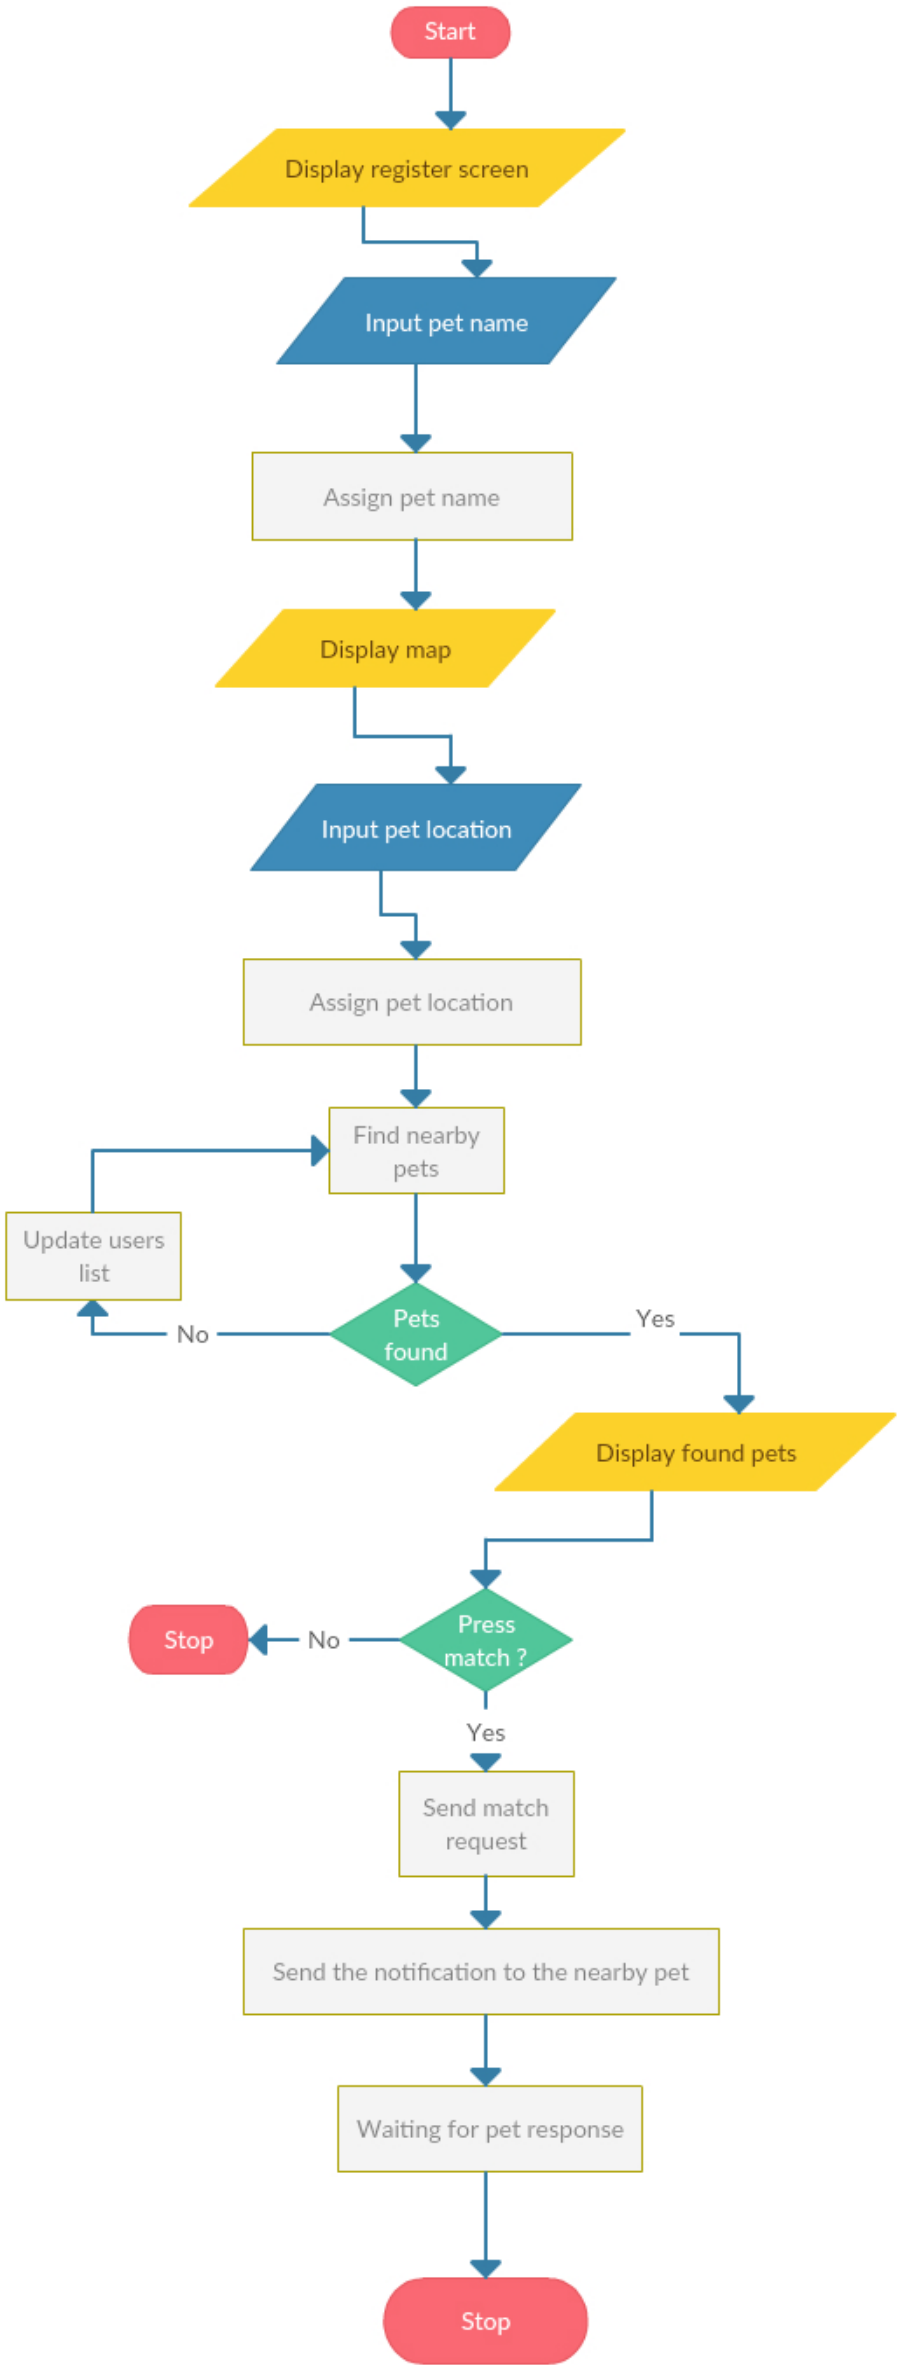 Start
Display register screen
Input pet name
Assign pet name
Display map
Input pet location
Assign pet location
Find nearby
pets
Update users
list
Pets
found
No
Yes
Display found pets
Press
match ?
No
Stop
Yes
Send match
request
Send the notification to the nearby pet
Waiting for pet response
Stop